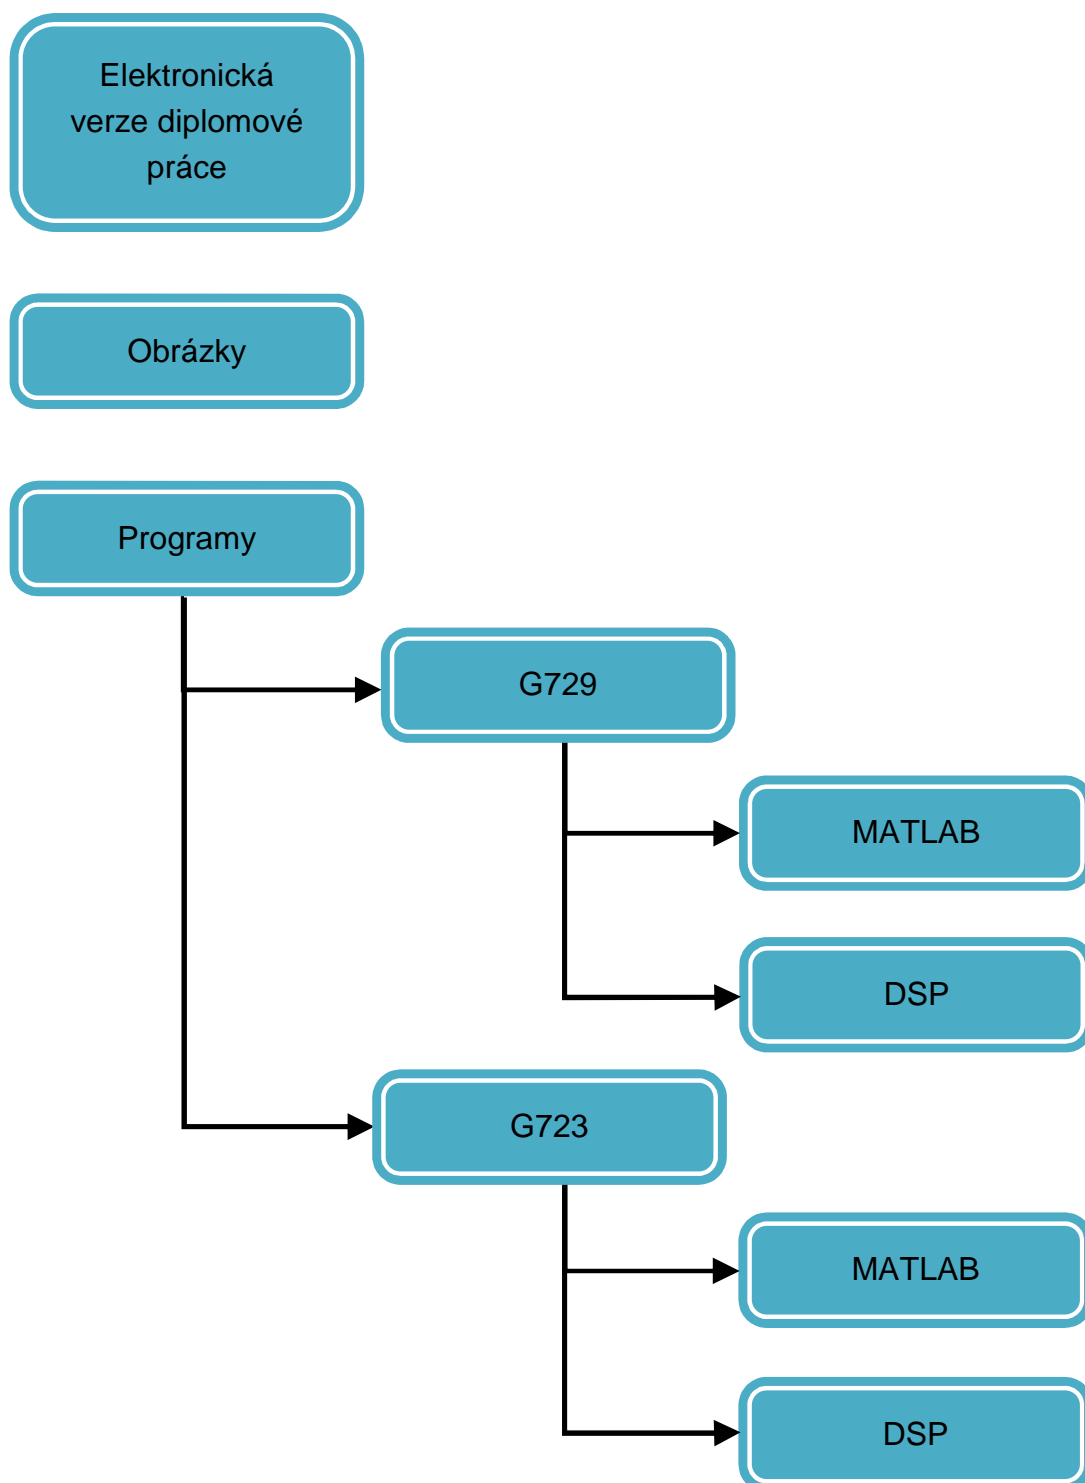 Elektronická
verze diplomové
práce
Obrázky
Programy
G729
MATLAB
DSP
G723
MATLAB
DSP